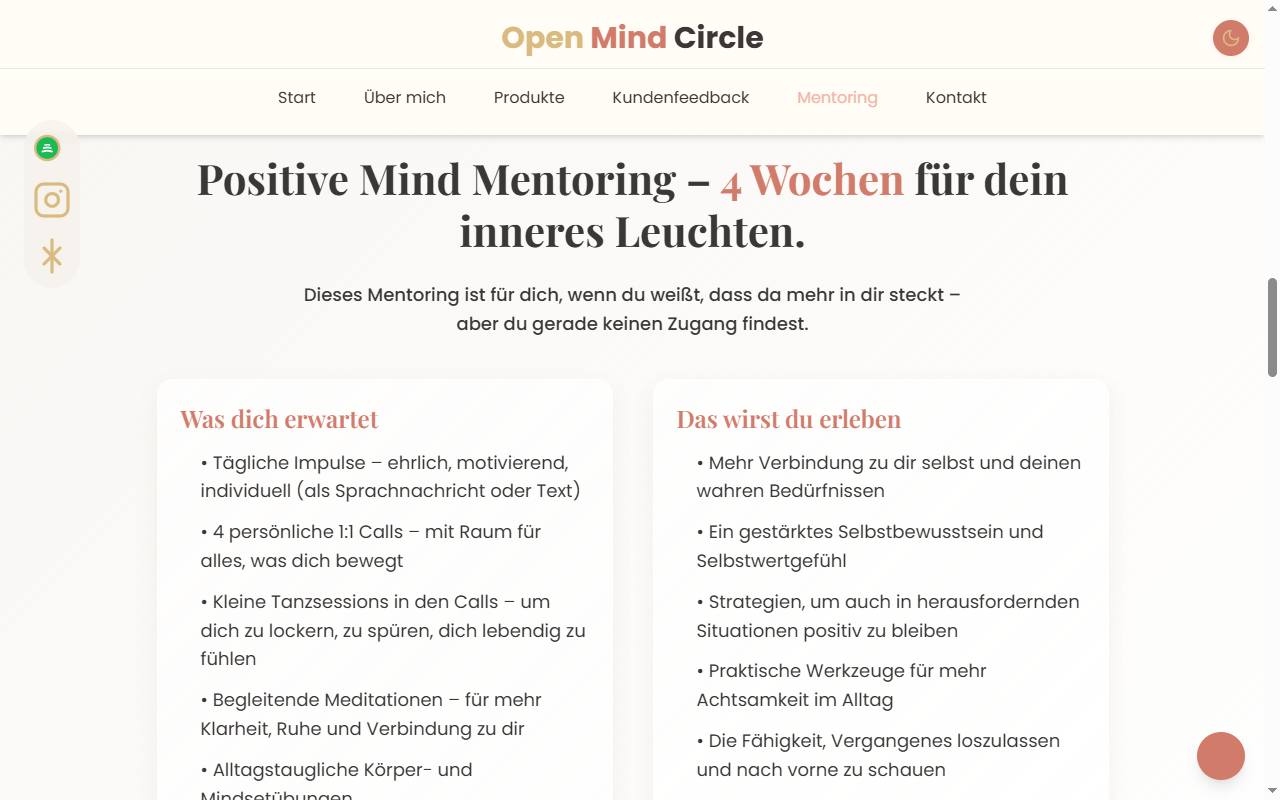 Open Mind Circle
Start Über mich Produkte Kundenfeedback Mentoring Kontakt
Positive Mind Mentoring – 4 Wochen für dein
inneres Leuchten.
Dieses Mentoring ist für dich, wenn du weißt, dass da mehr in dir steckt –
aber du gerade keinen Zugang findest.
Was dich erwartet
• Tägliche Impulse – ehrlich, motivierend,
individuell (als Sprachnachricht oder Text)
• 4 persönliche 1:1 Calls – mit Raum für
alles, was dich bewegt
• Kleine Tanzsessions in den Calls – um
dich zu lockern, zu spüren, dich lebendig zu
fühlen
• Begleitende Meditationen – für mehr
Klarheit, Ruhe und Verbindung zu dir
• Alltagstaugliche Körper- und
Mindsetübungen
Das wirst du erleben
• Mehr Verbindung zu dir selbst und deinen
wahren Bedürfnissen
• Ein gestärktes Selbstbewusstsein und
Selbstwertgefühl
• Strategien, um auch in herausfordernden
Situationen positiv zu bleiben
• Praktische Werkzeuge für mehr
Achtsamkeit im Alltag
• Die Fähigkeit, Vergangenes loszulassen
und nach vorne zu schauen